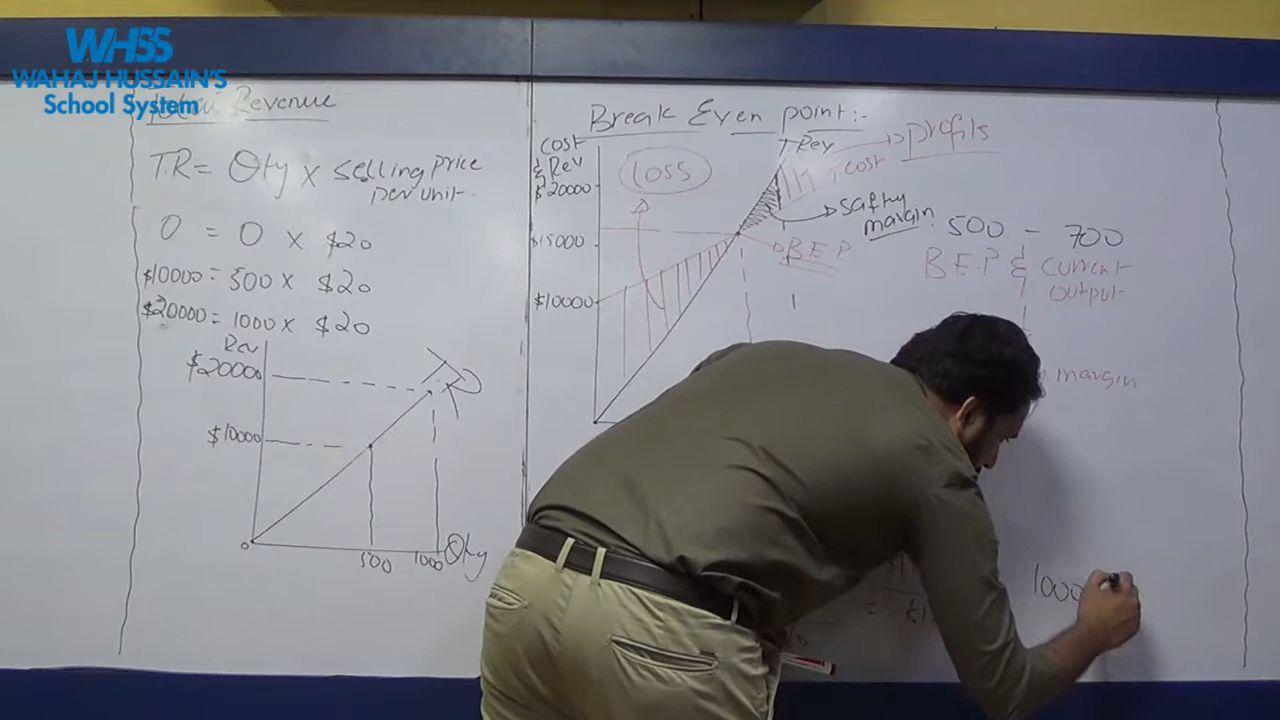 WHSS
WAHAJ HUSSAIN'S
School System
Revenue
T.R = Qty x selling price
per unit.
0 = 0 x $20
$10000 = 500 x $20
$20000 = 1000 x $20
Rev
$20000
$10000
TR
0
500
1000
Qty
Break Even point:-
Cost
& Rev
$20000
$15000
$10000
loss
T Rev
T. cost
profits
safty
margin
B.E.P
500 - 700
B.E.P & current
output
margin
=
1000